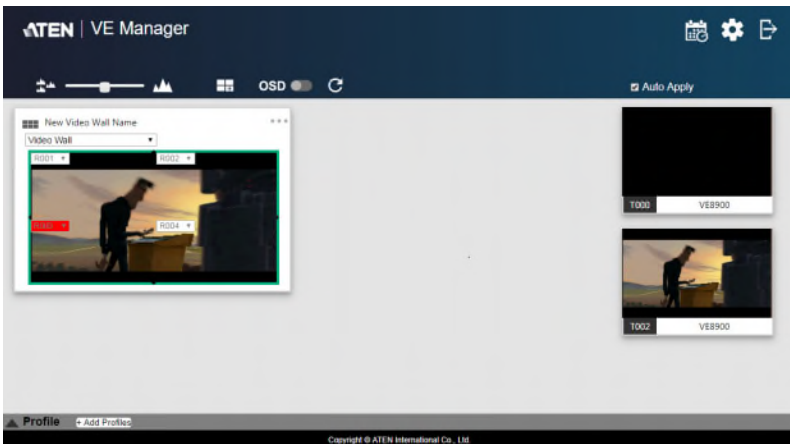 ATEN | VE Manager
OSD
Auto Apply
New Video Wall Name
Video Wall
R001
R002
R003
R004
T000
VE8900
T002
VE8900
Profile
+ Add Profiles
Copyright © ATEN International Co., Ltd